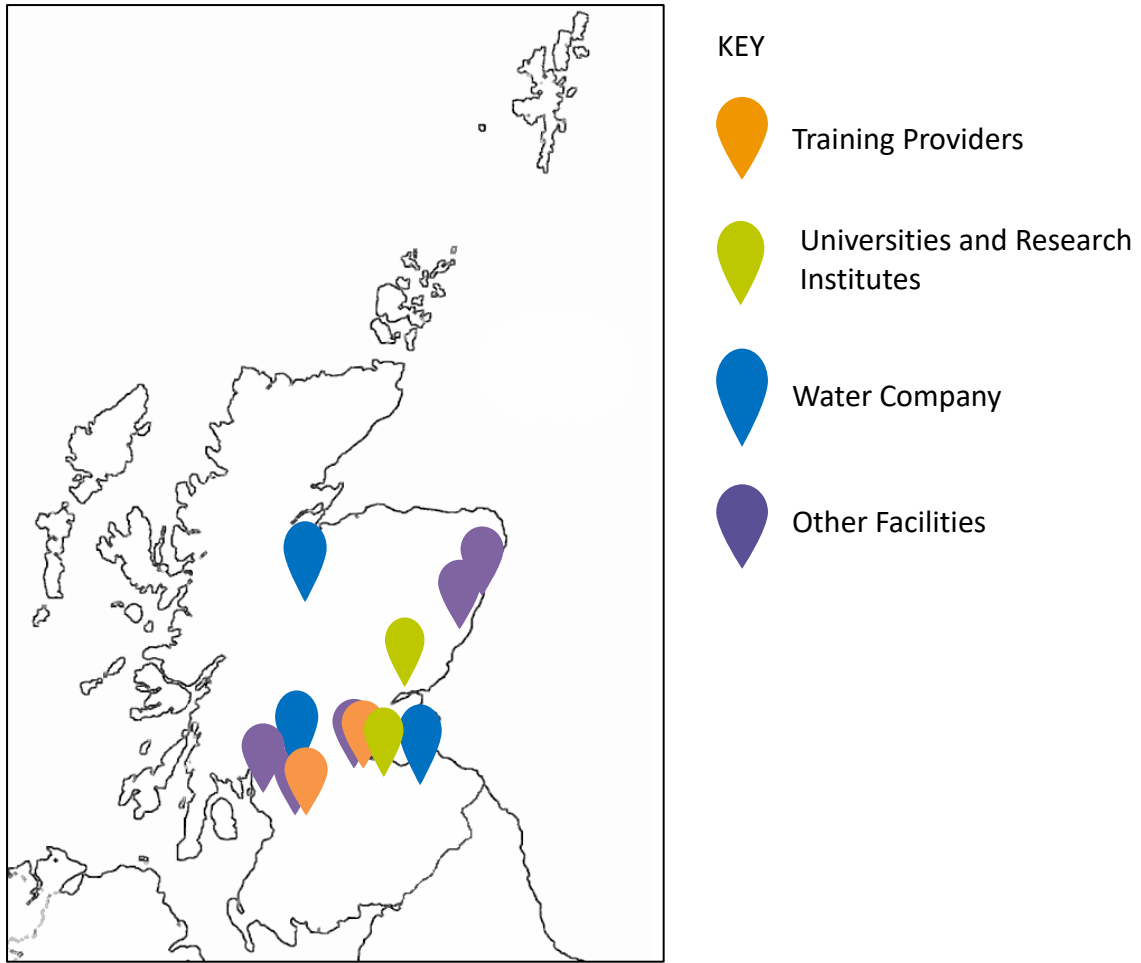 KEY
Training Providers
Universities and Research
Institutes
Water Company
Other Facilities